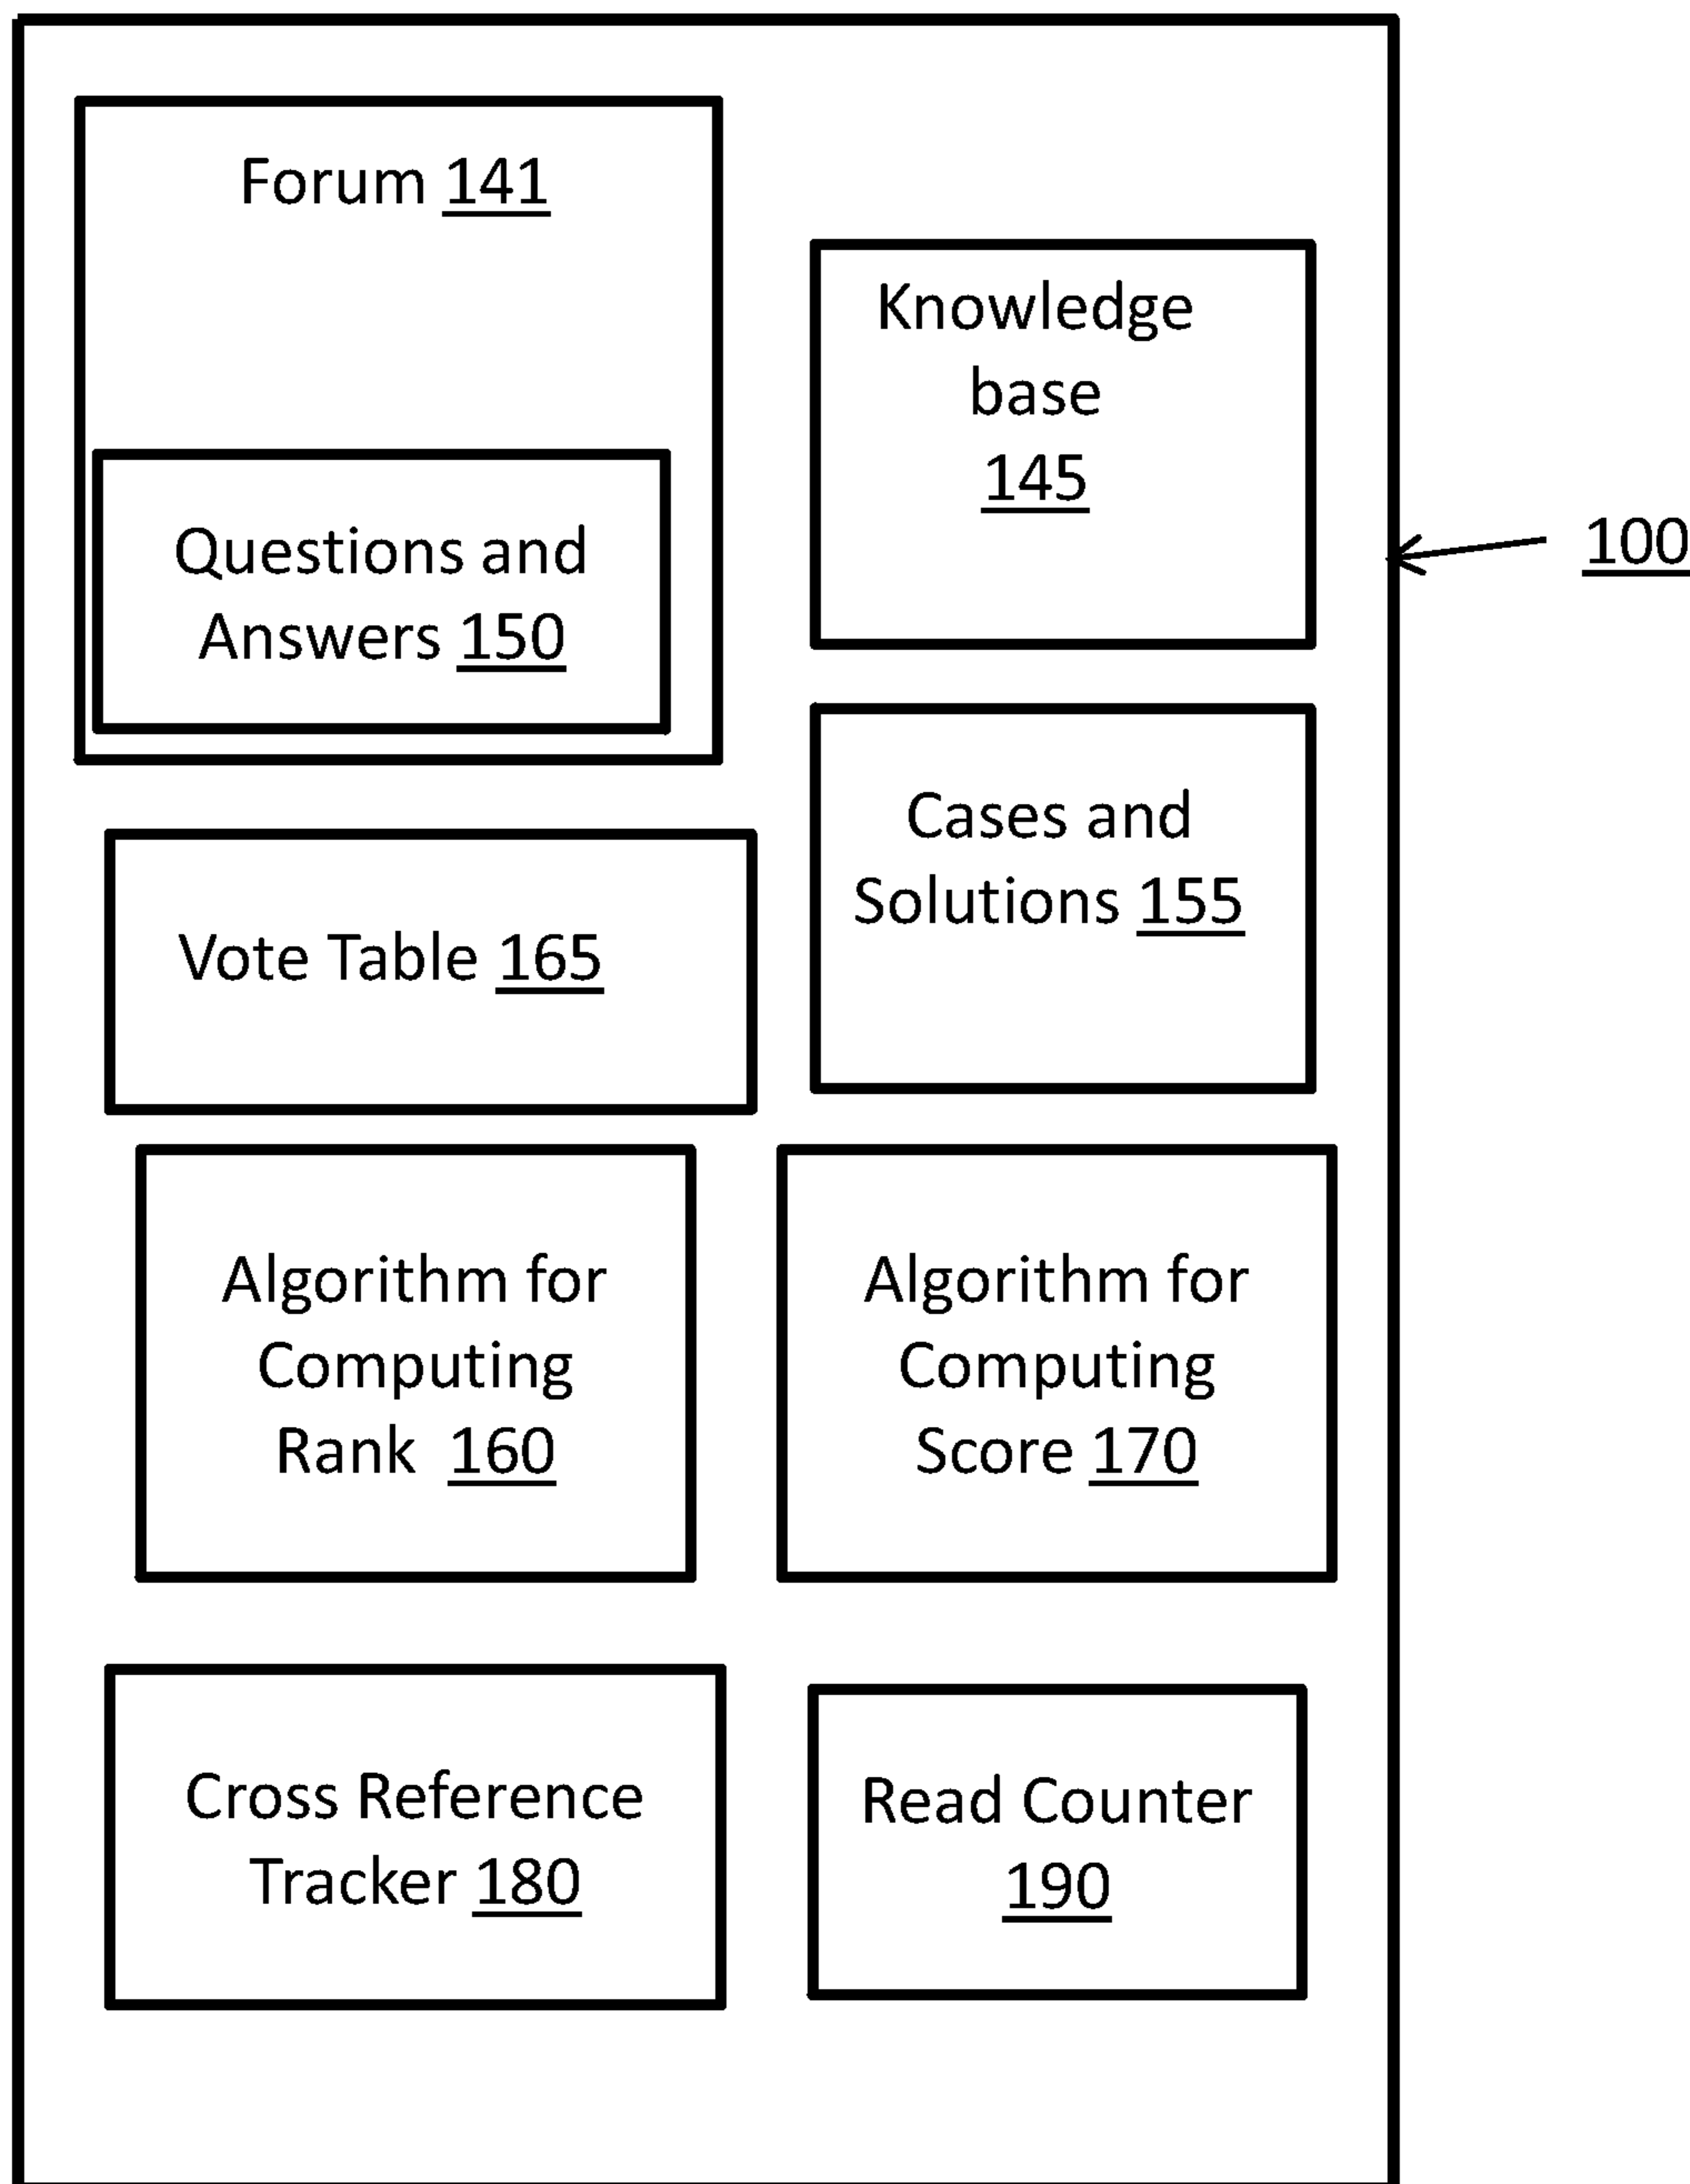 Forum 141
Questions and
Answers 150
Knowledge
base
145
100
Cases and
Solutions 155
Vote Table 165
Algorithm for
Computing
Rank 160
Algorithm for
Computing
Score 170
Cross Reference
Tracker 180
Read Counter
190